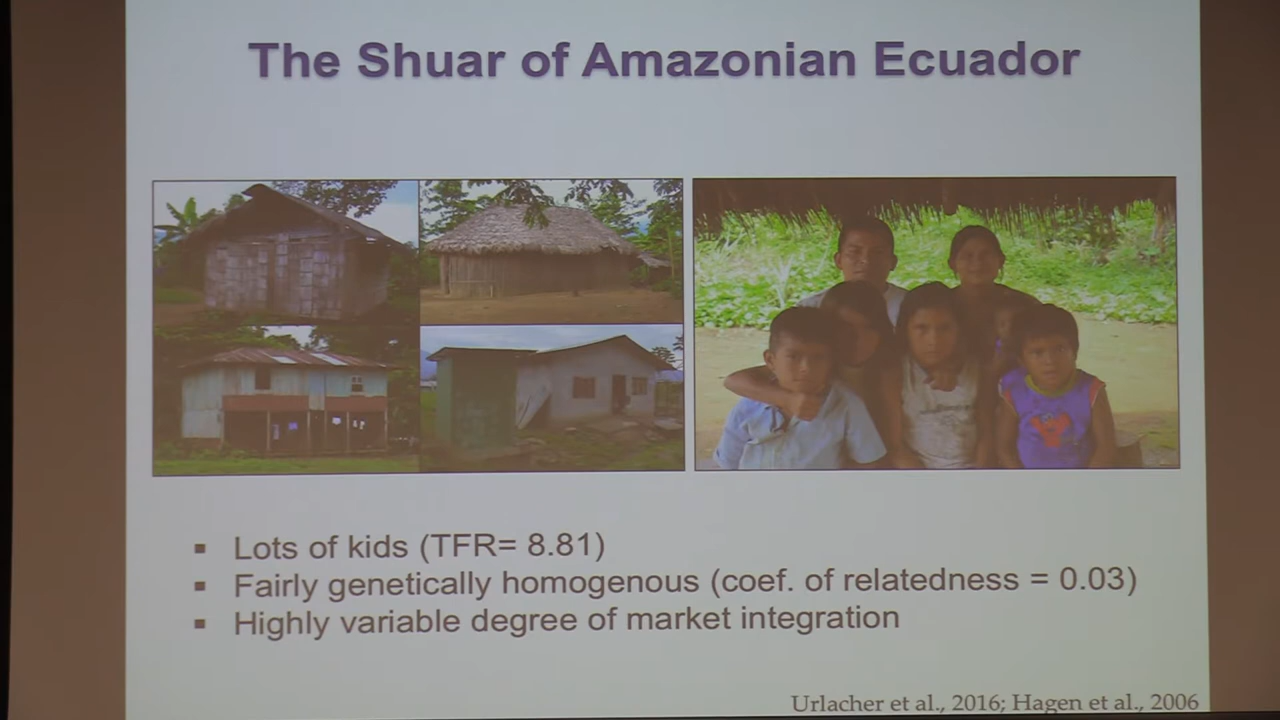 The Shuar of Amazonian Ecuador
▪ Lots of kids (TFR= 8.81)
▪ Fairly genetically homogenous (coef. of relatedness = 0.03)
▪ Highly variable degree of market integration
Urlacher et al., 2016; Hagen et al., 2006